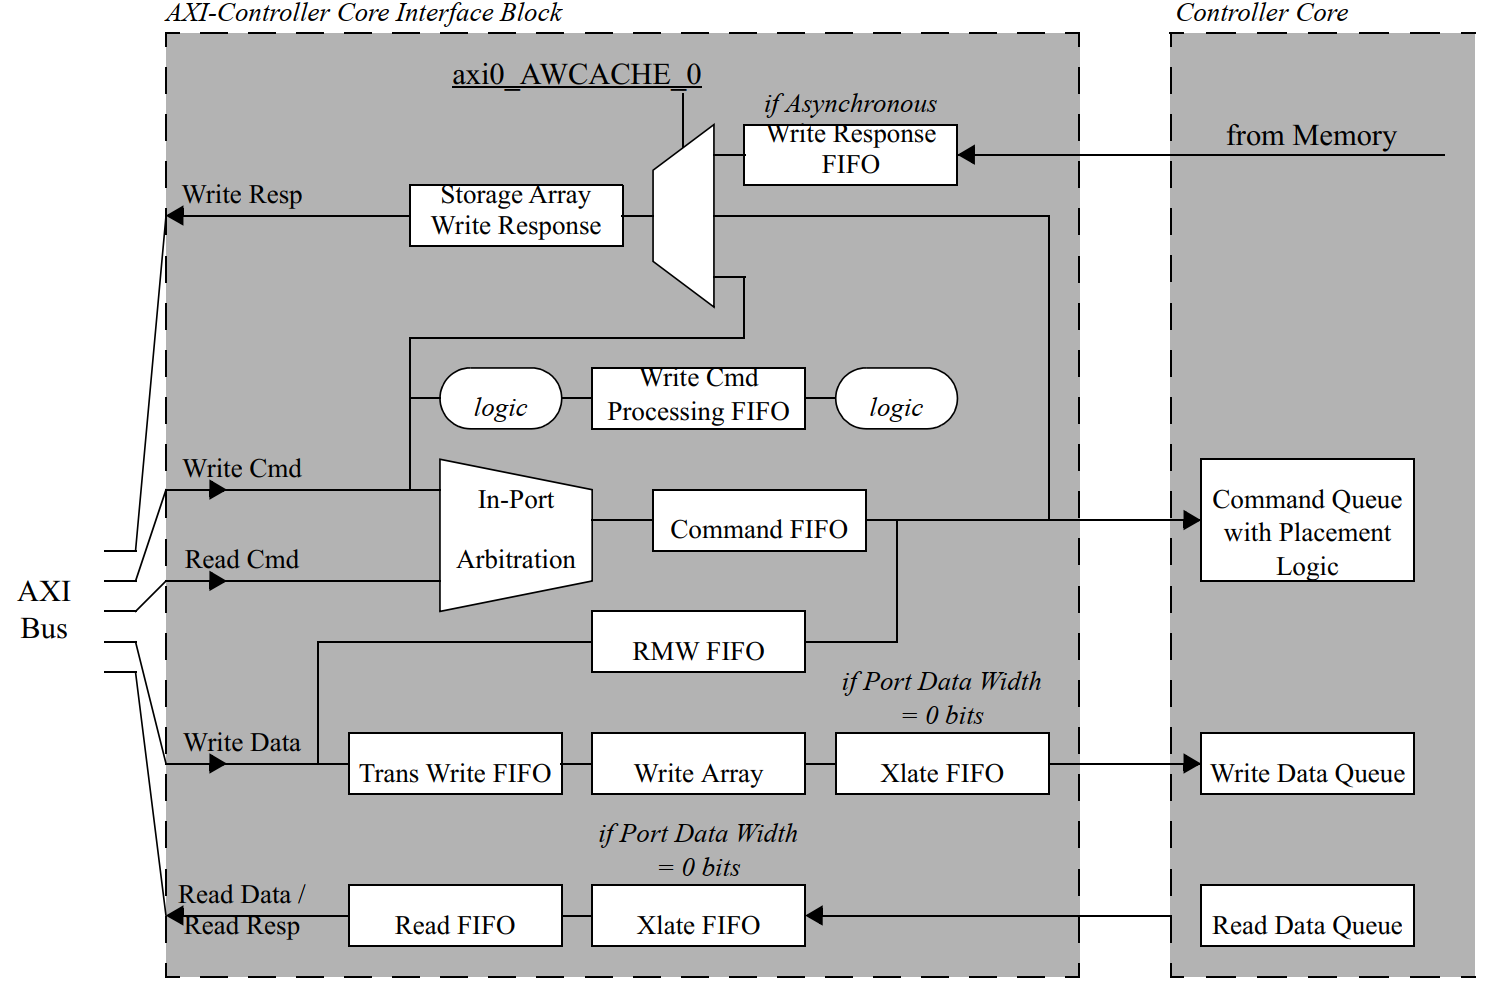 AXI-Controller Core Interface Block
Controller Core
axi0_AWCACHE_0
if Asynchronous
Write Response
FIFO
from Memory
Write Resp
Storage Array
Write Response
Write Cmd
Processing FIFO
logic
logic
Write Cmd
In-Port
Arbitration
Command FIFO
Command Queue
with Placement
Logic
Read Cmd
AXI
Bus
RMW FIFO
if Port Data Width
= 0 bits
Write Data
Trans Write FIFO
Write Array
Xlate FIFO
Write Data Queue
if Port Data Width
= 0 bits
Read Data /
Read Resp
Read FIFO
Xlate FIFO
Read Data Queue